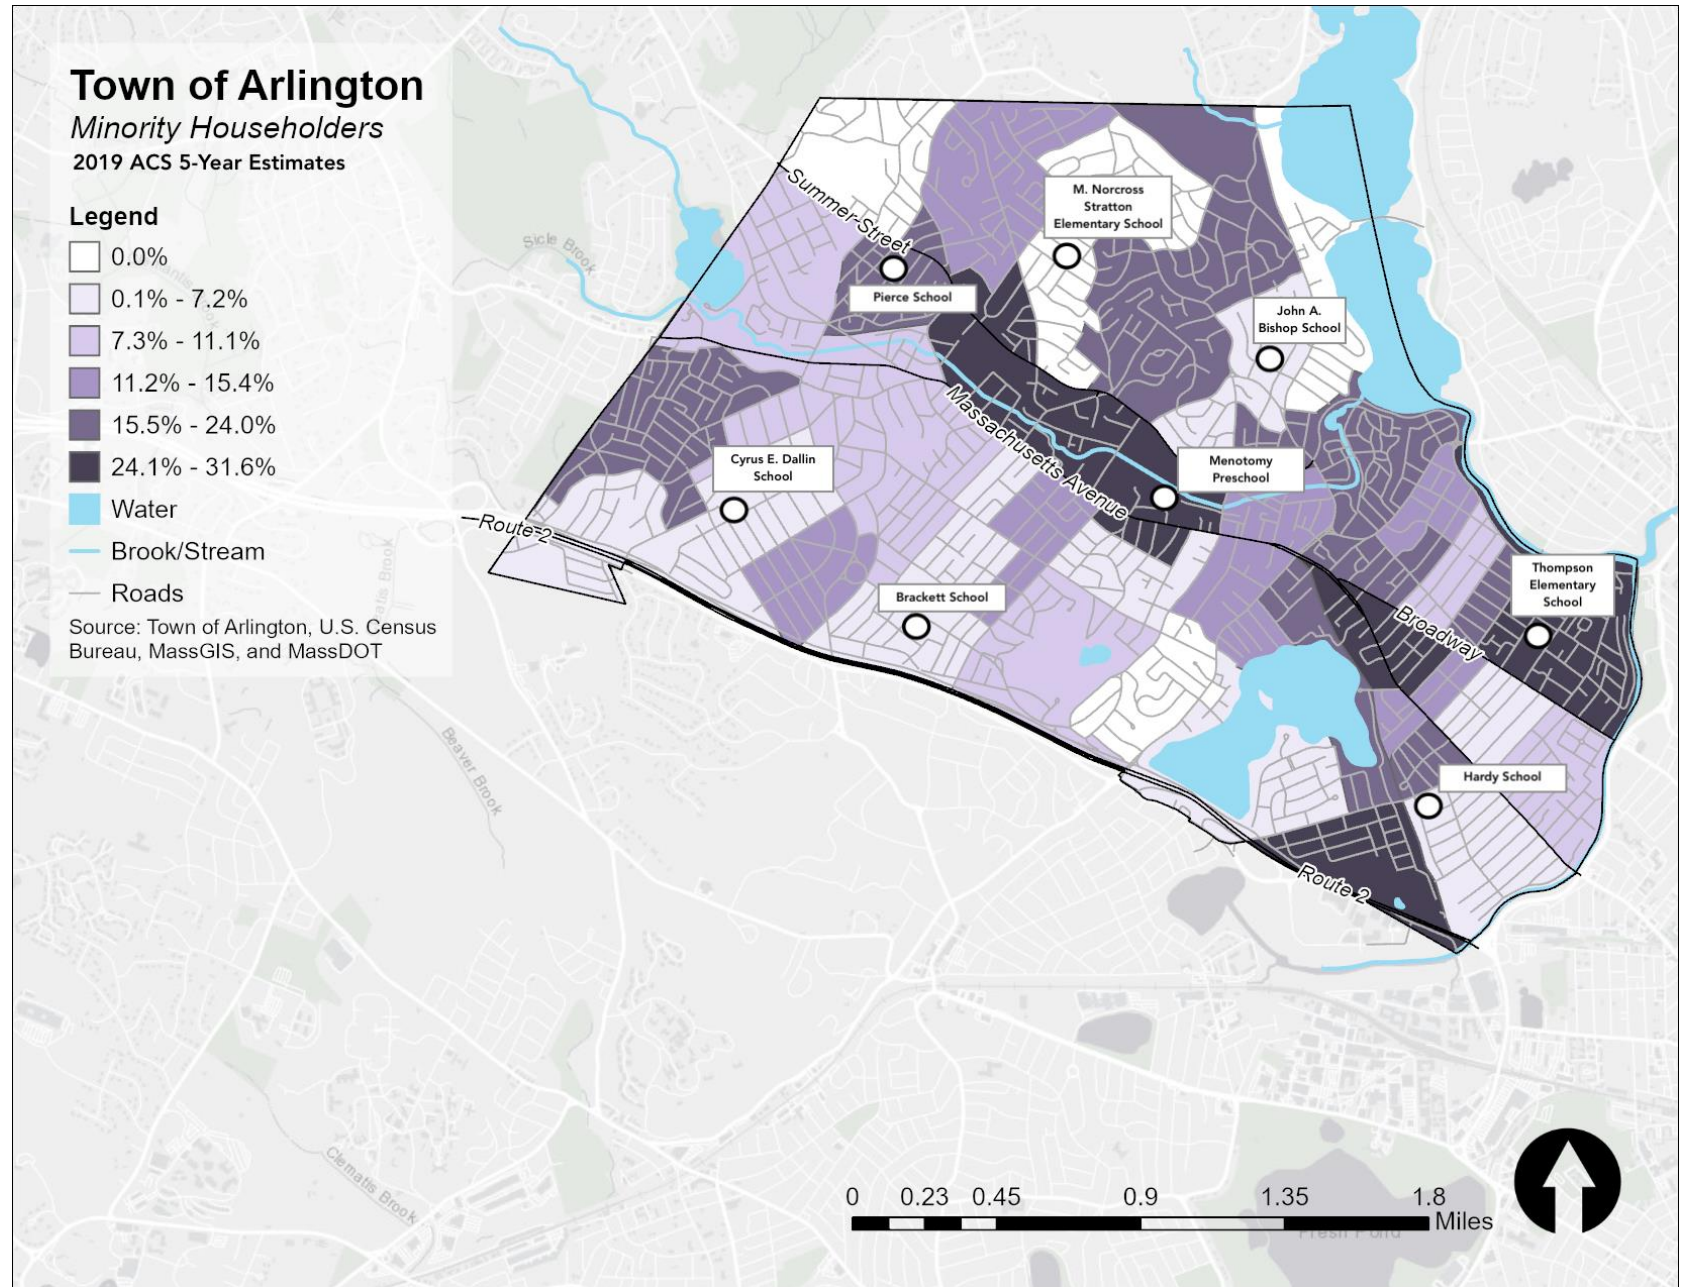 Town of Arlington
Minority Householders
2019 ACS 5-Year Estimates
Legend
0.0%
0.1% - 7.2%
7.3% - 11.1%
11.2% - 15.4%
15.5% - 24.0%
24.1% - 31.6%
Water
Brook/Stream
Roads
Source: Town of Arlington, U.S. Census
Bureau, MassGIS, and MassDOT
Sicle Brook
Summer Street
M. Norcross
Stratton
Elementary School
Pierce School
John A.
Bishop School
Massachusetts Avenue
Cyrus E. Dallin
School
Menotomy
Preschool
Route 2
Brackett School
Thompson
Elementary
School
Broadway
Hardy School
Route 2
Beaver Brook
Clematis Brook
0
0.23
0.45
0.9
1.35
1.8
Miles
Fresh Pond